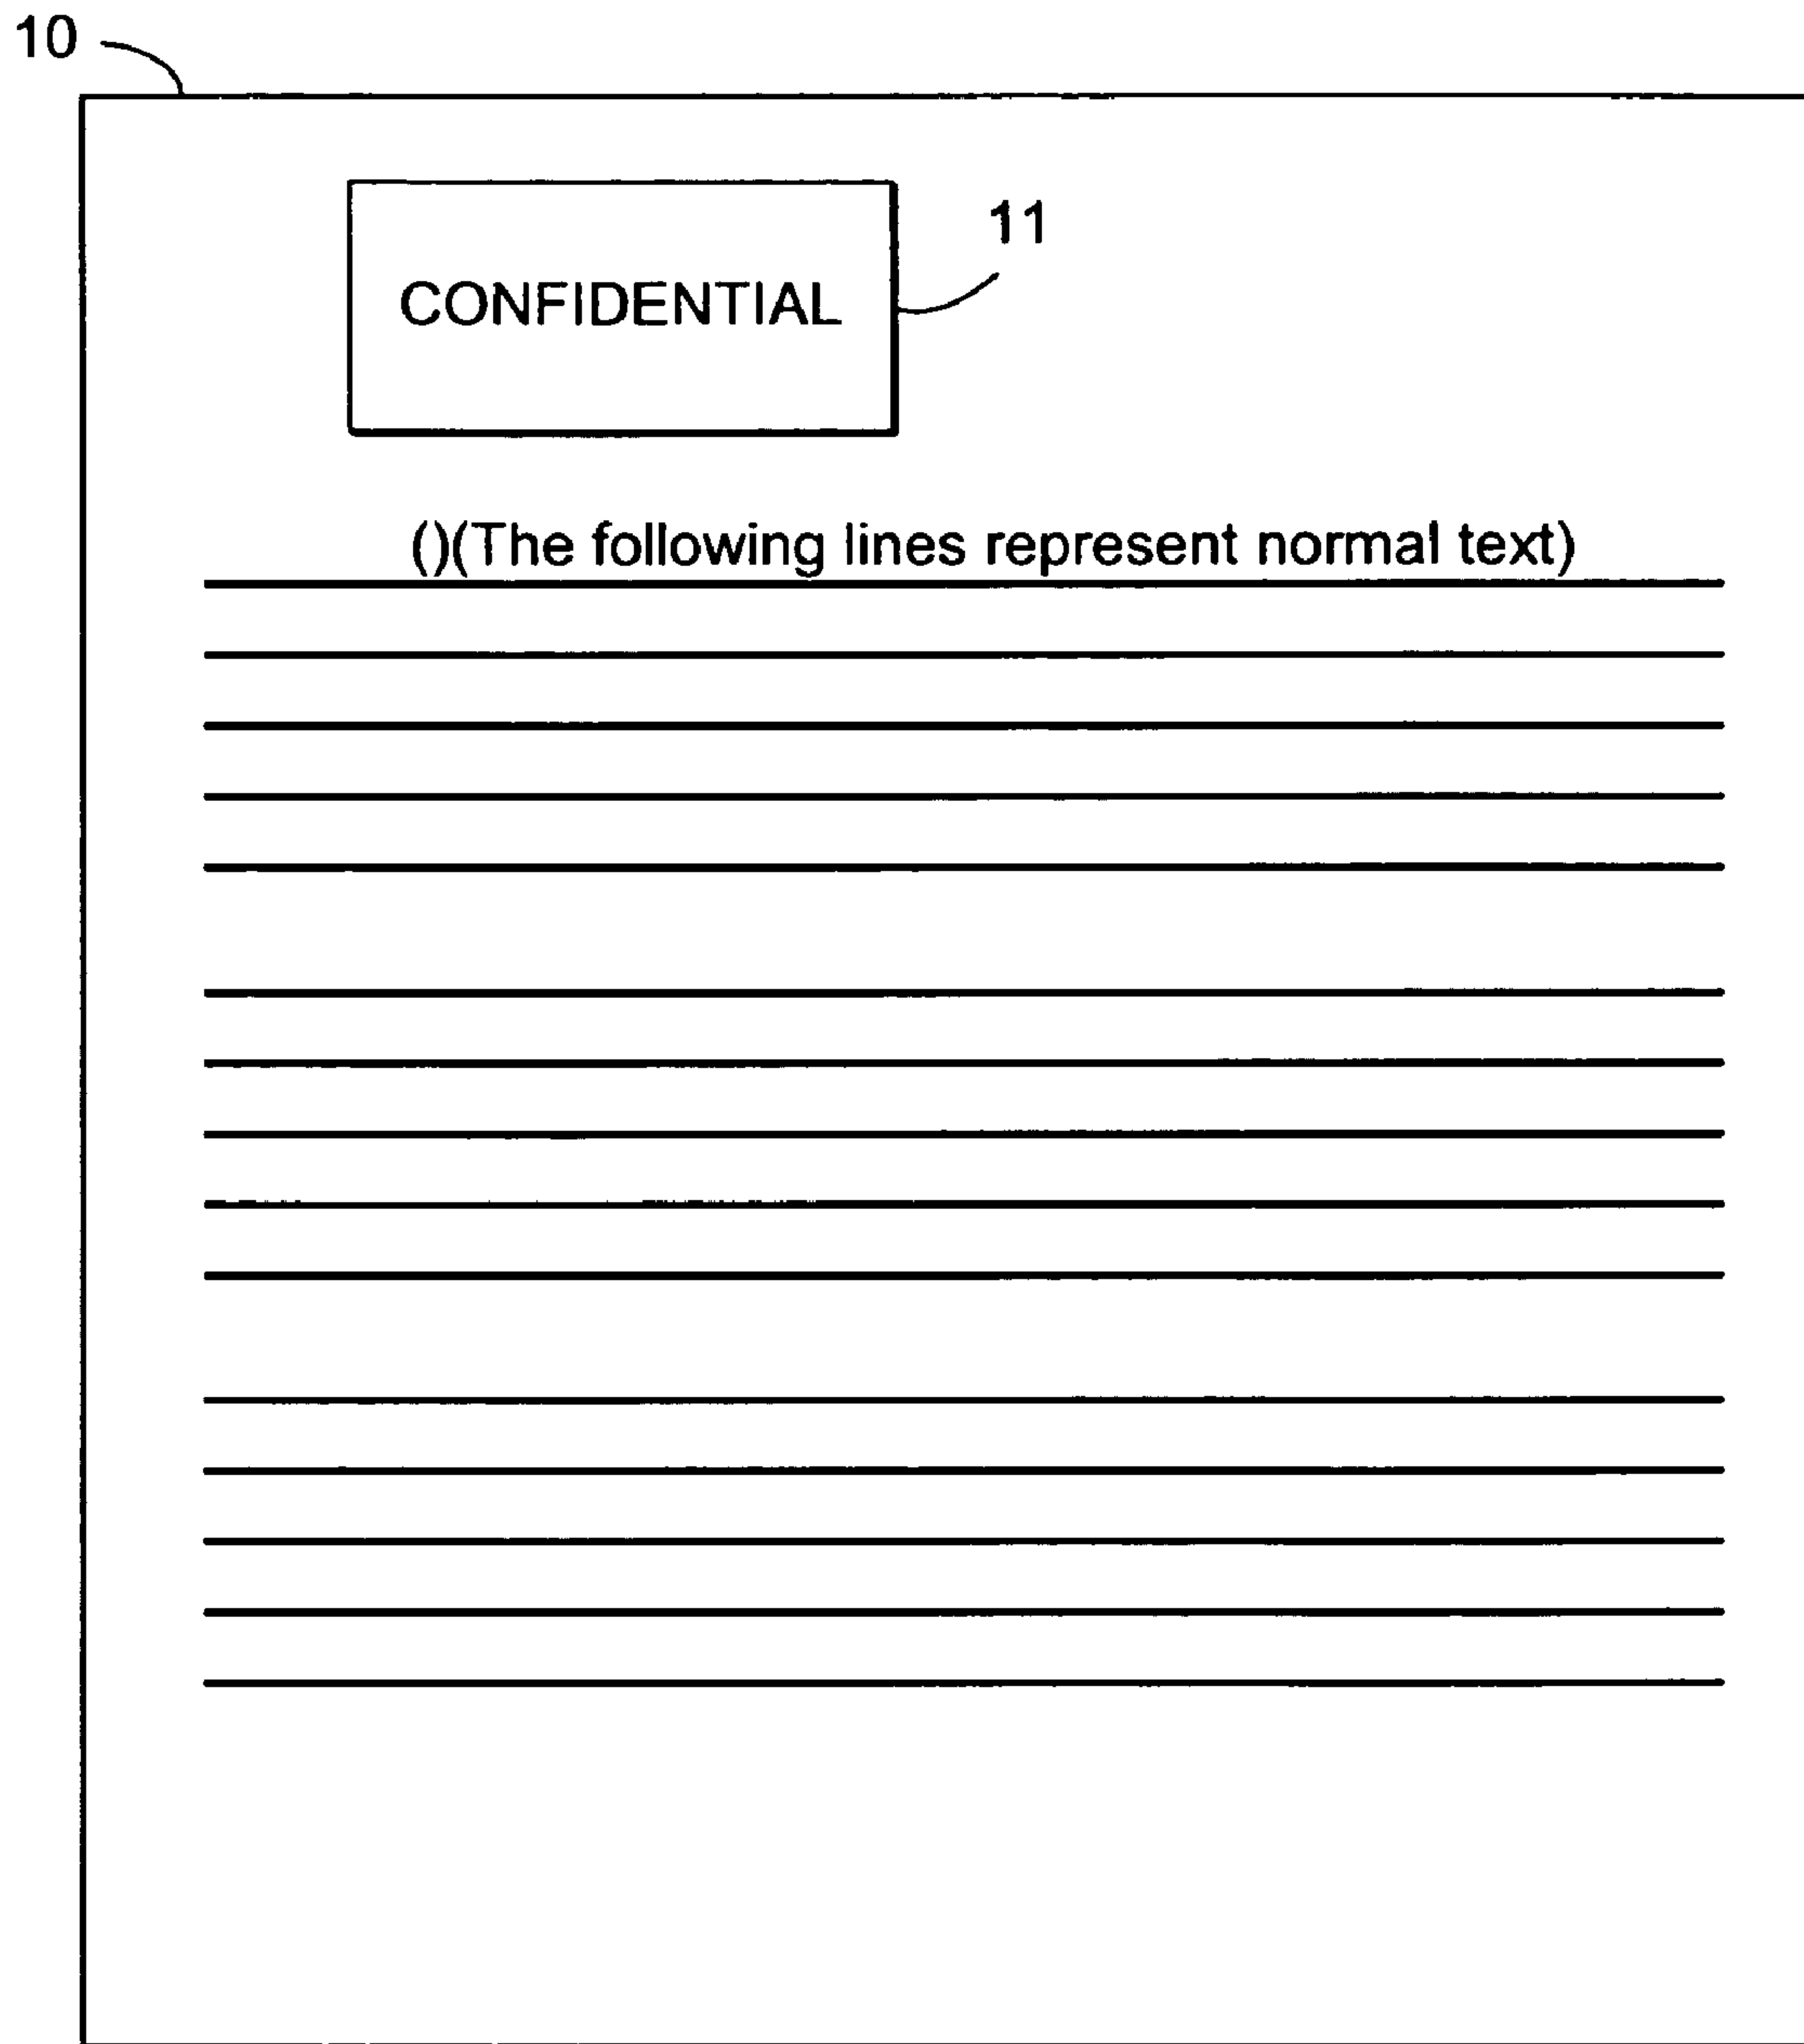 10
11
CONFIDENTIAL
()(The following lines represent normal text)